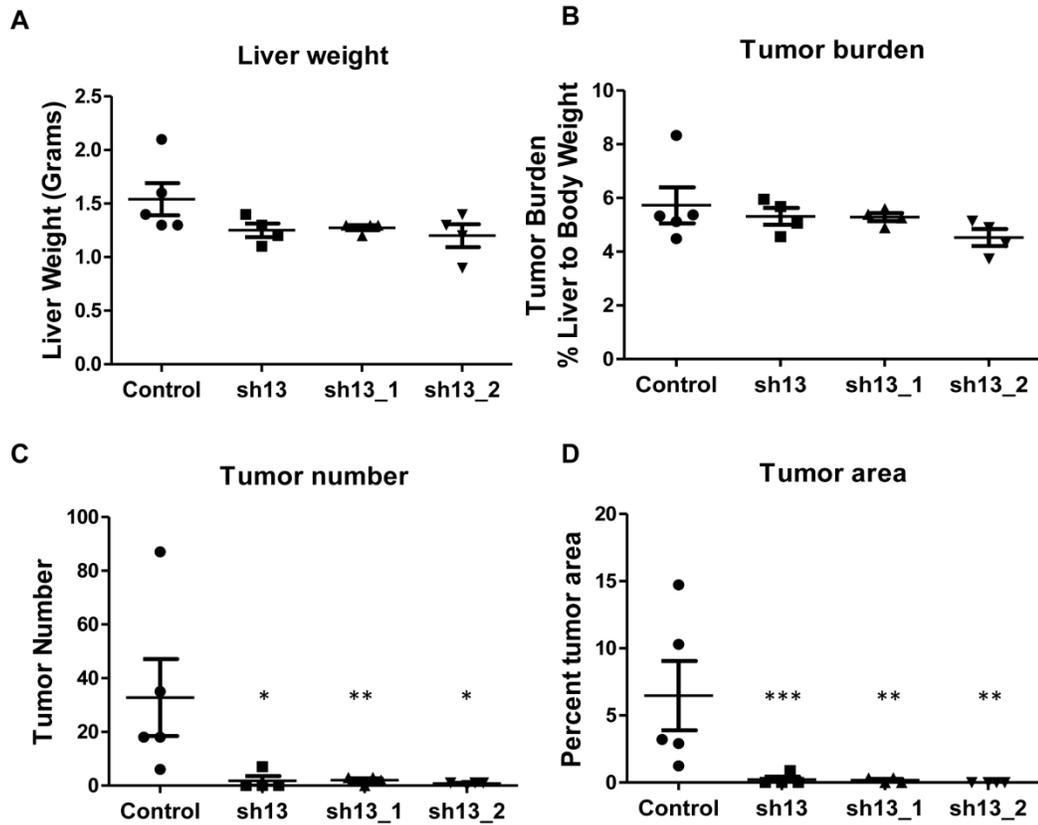 A
Liver weight
Liver Weight (Grams)
2.5
2.0
1.5
1.0
0.5
0.0
Control sh13 sh13_1 sh13_2
B
Tumor burden
Tumor Burden
% Liver to Body Weight
10
8
6
4
2
0
Control sh13 sh13_1 sh13_2
C
Tumor number
Tumor Number
100
80
60
40
20
0
* ** *
Control sh13 sh13_1 sh13_2
D
Tumor area
Percent tumor area
20
15
10
5
0
*** ** **
Control sh13 sh13_1 sh13_2